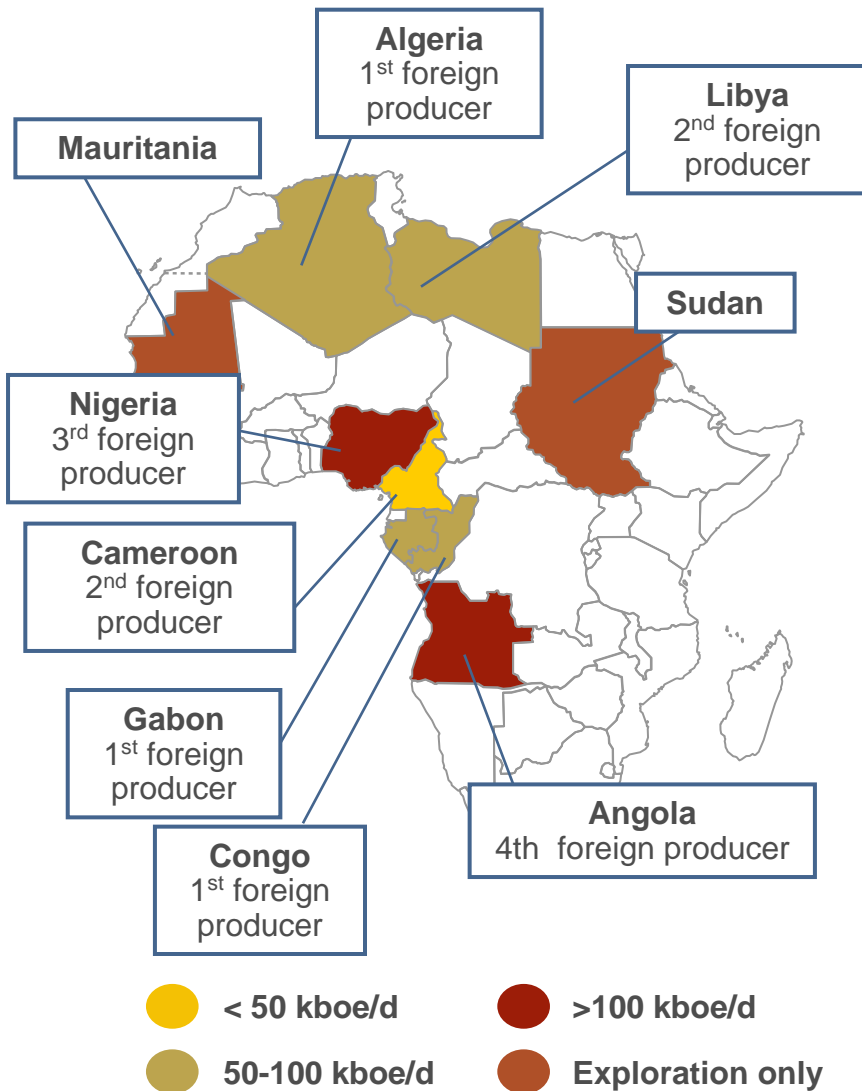 Algeria
1st foreign
producer
Libya
2nd foreign
producer
Mauritania
Sudan
Nigeria
3rd foreign
producer
Cameroon
2nd foreign
producer
Gabon
1st foreign
producer
Angola
4th foreign producer
Congo
1st foreign
producer
< 50 kboe/d
>100 kboe/d
50-100 kboe/d
Exploration only